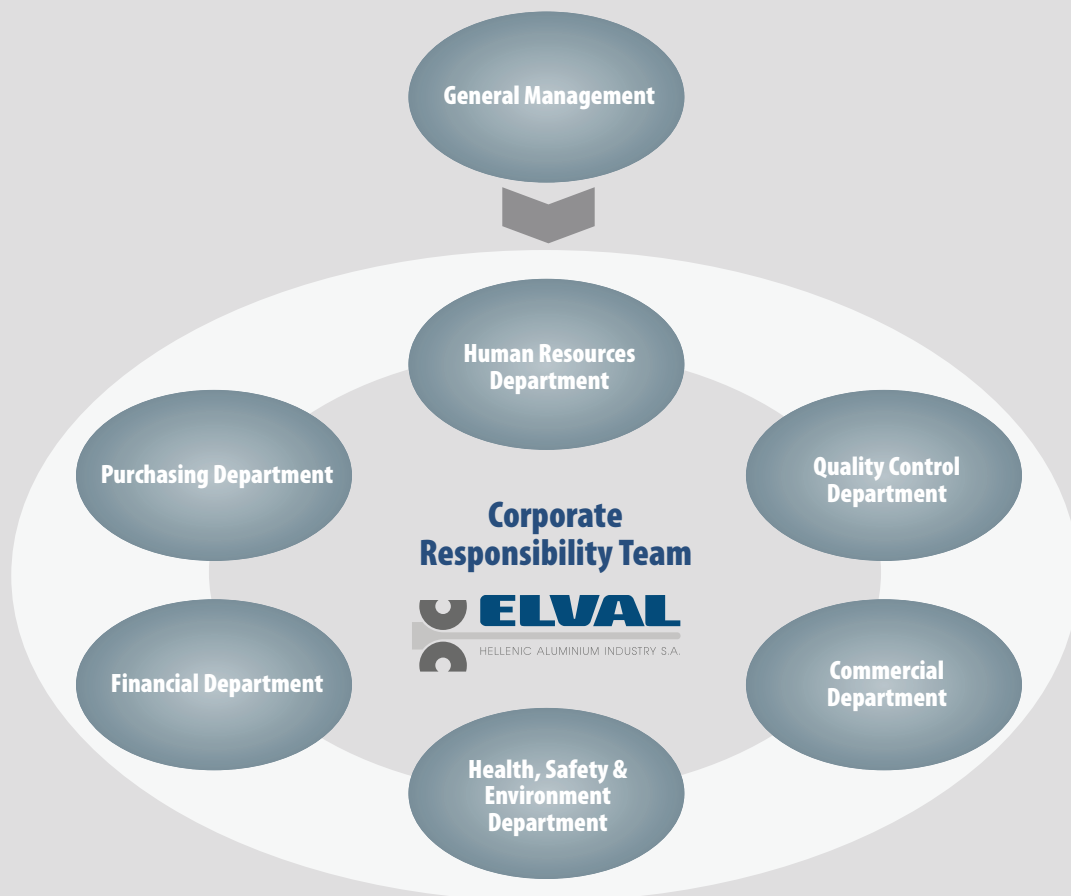 General Management
Human Resources
Department
Purchasing Department
Quality Control
Department
Corporate
Responsibility Team
ELVAL
HELLENIC ALUMINIUM INDUSTRY S.A.
Financial Department
Commercial
Department
Health, Safety &
Environment
Department